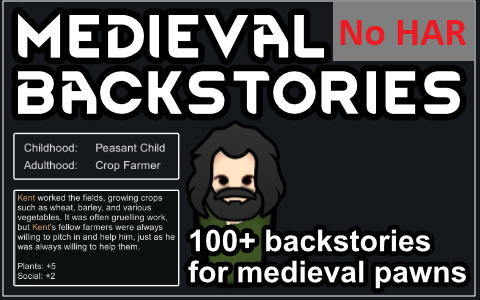 MEDIEVAL
No HAR
BACKSTORIES
Childhood: Peasant Child
Adulthood: Crop Farmer
Kent worked the fields, growing crops
such as wheat, barley, and various
vegetables. It was often gruelling work,
but Kent's fellow farmers were always
willing to pitch in and help him, just as he
was always willing to help them.
Plants: +5
Social: +2
100+ backstories
for medieval pawns